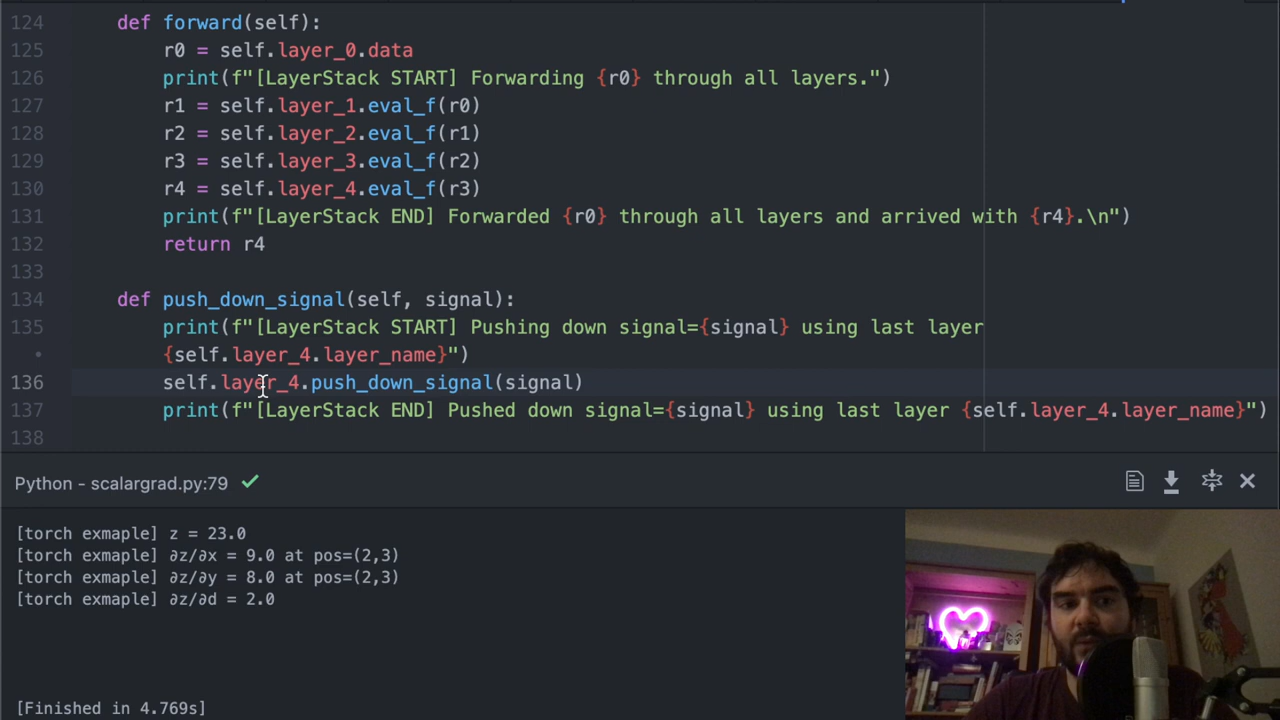 124 def forward(self):
125 r0 = self.layer_0.data
126 print(f"[LayerStack START] Forwarding {r0} through all layers.")
127 r1 = self.layer_1.eval_f(r0)
128 r2 = self.layer_2.eval_f(r1)
129 r3 = self.layer_3.eval_f(r2)
130 r4 = self.layer_4.eval_f(r3)
131 print(f"[LayerStack END] Forwarded {r0} through all layers and arrived with {r4}.\n")
132 return r4
133
134 def push_down_signal(self, signal):
135 print(f"[LayerStack START] Pushing down signal={signal} using last layer
• {self.layer_4.layer_name}")
136 self.layer_4.push_down_signal(signal)
137 print(f"[LayerStack END] Pushed down signal={signal} using last layer {self.layer_4.layer_name}")
138
Python - scalargrad.py:79
[torch exmaple] z = 23.0
[torch exmaple] ∂z/∂x = 9.0 at pos=(2,3)
[torch exmaple] ∂z/∂y = 8.0 at pos=(2,3)
[torch exmaple] ∂z/∂d = 2.0
[Finished in 4.769s]